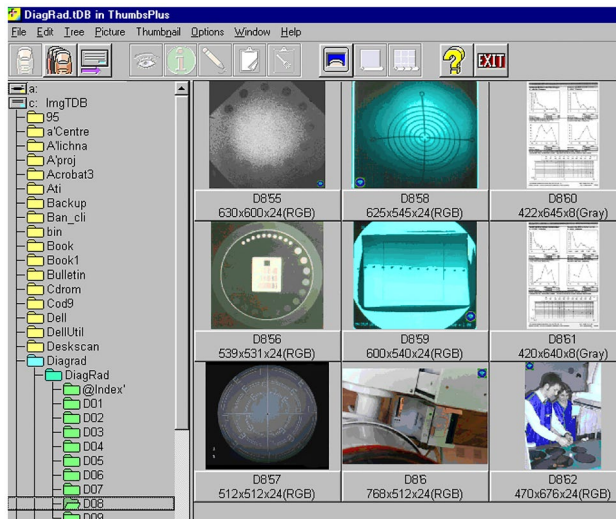 DiagRad.tDB in ThumbsPlus
File Edit Tree Picture Thumbnail Options Window Help
EXIT
a:
c: ImgTDB
95
a'Centre
A'lichna
A'proj
Acrobat3
Ati
Backup
Ban_cli
bin
Book
Book1
Bulletin
Cdrom
Cod9
Dell
DellUtil
Deskscan
Diagrad
DiagRad
@Index'
D01
D02
D03
D04
D05
D06
D07
D08
D09
D8'55
630x600x24(RGB)
D8'58
625x545x24(RGB)
D8'60
422x645x8(Gray)
D8'56
539x531x24(RGB)
D8'59
600x540x24(RGB)
D8'61
420x640x8(Gray)
D8'57
512x512x24(RGB)
D8'6
768x512x24(RGB)
D8'62
470x676x24(RGB)